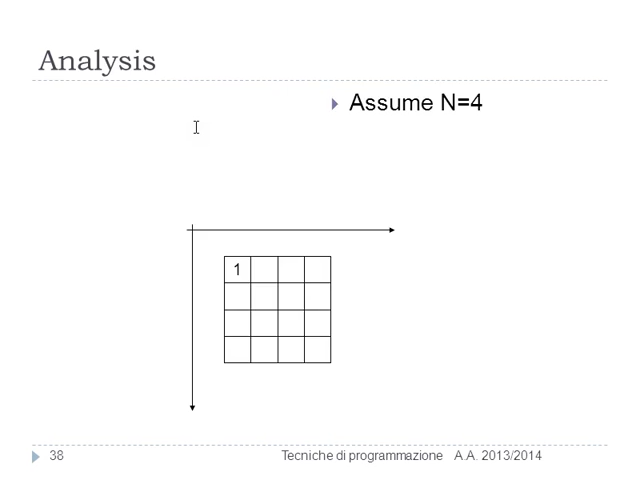 Analysis
Assume N=4
1
38
Tecniche di programmazione A.A. 2013/2014